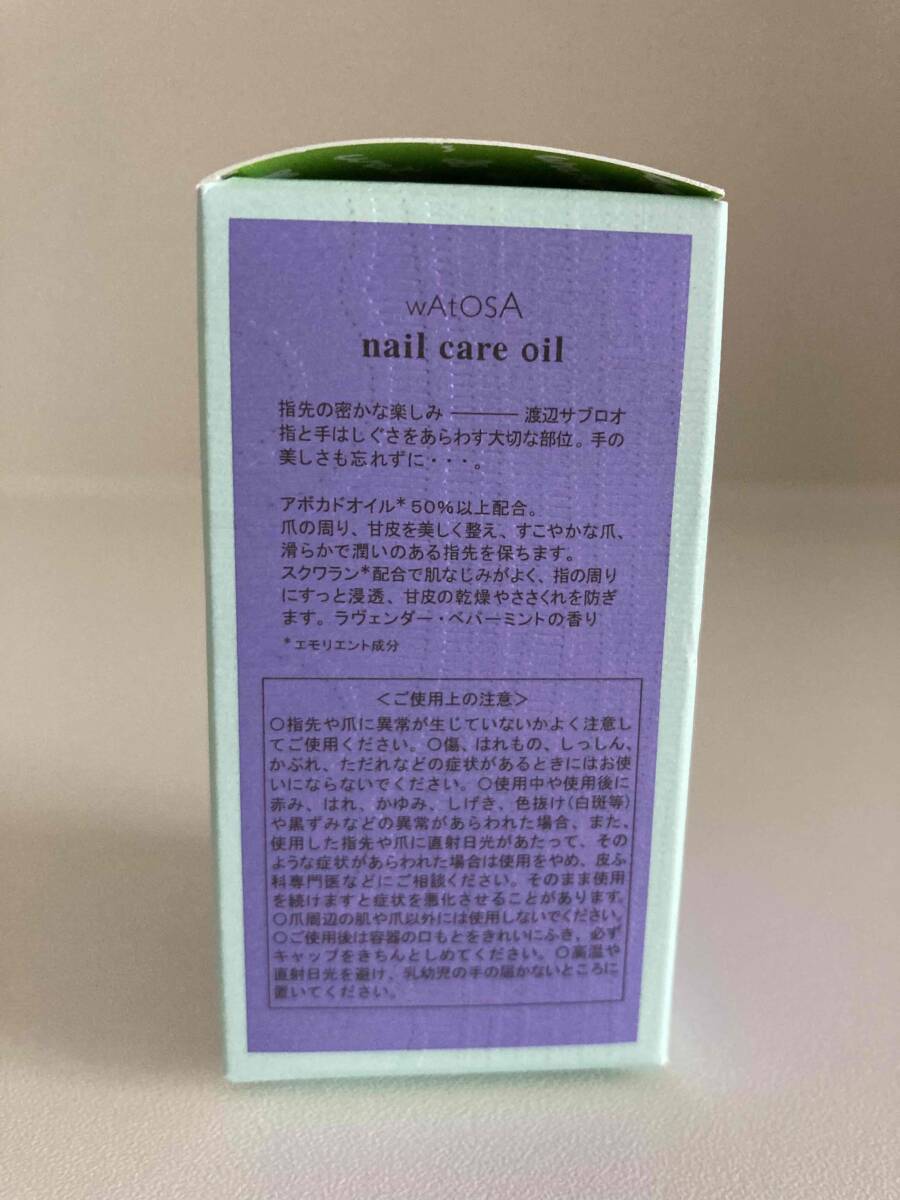 wAtOSA
nail care oil
指先の密かな楽しみ ――― 渡辺サブロオ
指と手はしぐさをあらわす大切な部位。手の
美しさも忘れずに・・・。
アボカドオイル*50%以上配合。
爪の周り、甘皮を美しく整え、すこやかな爪、
滑らかで潤いのある指先を保ちます。
スクワラン*配合で肌なじみがよく、指の周り
にすっと浸透、甘皮の乾燥やささくれを防ぎ
ます。ラヴェンダー・ペパーミントの香り
*エモリエント成分
<ご使用上の注意>
○指先や爪に異常が生じていないかよく注意し
てご使用ください。○傷、はれもの、しっしん、
かぶれ、ただれなどの症状があるときにはお使
いにならないでください。○使用中や使用後に
赤み、はれ、かゆみ、しげき、色抜け(白斑等)
や黒ずみなどの異常があらわれた場合、また、
使用した指先や爪に直射日光があたって、その
ような症状があらわれた場合は使用をやめ、皮ふ
科専門医などにご相談ください。そのまま使用
を続けますと症状を悪化させることがあります。
○爪周辺の肌や爪以外には使用しないでください。
○ご使用後は容器の口もとをきれいにふき、必ず
キャップをきちんとしめてください。○高温や
直射日光を避け、乳幼児の手の届かないところに
置いてください。